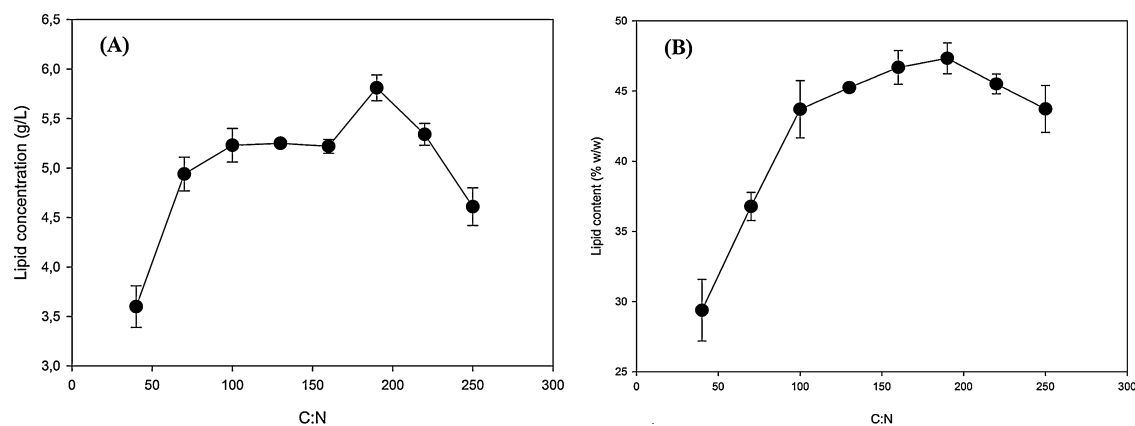 (A)
Lipid concentration (g/L)
6,5
6,0
5,5
5,0
4,5
4,0
3,5
3,0
0 50 100 150 200 250 300
C:N
(B)
Lipid content (% w/w)
50
45
40
35
30
25
0 50 100 150 200 250 300
C:N